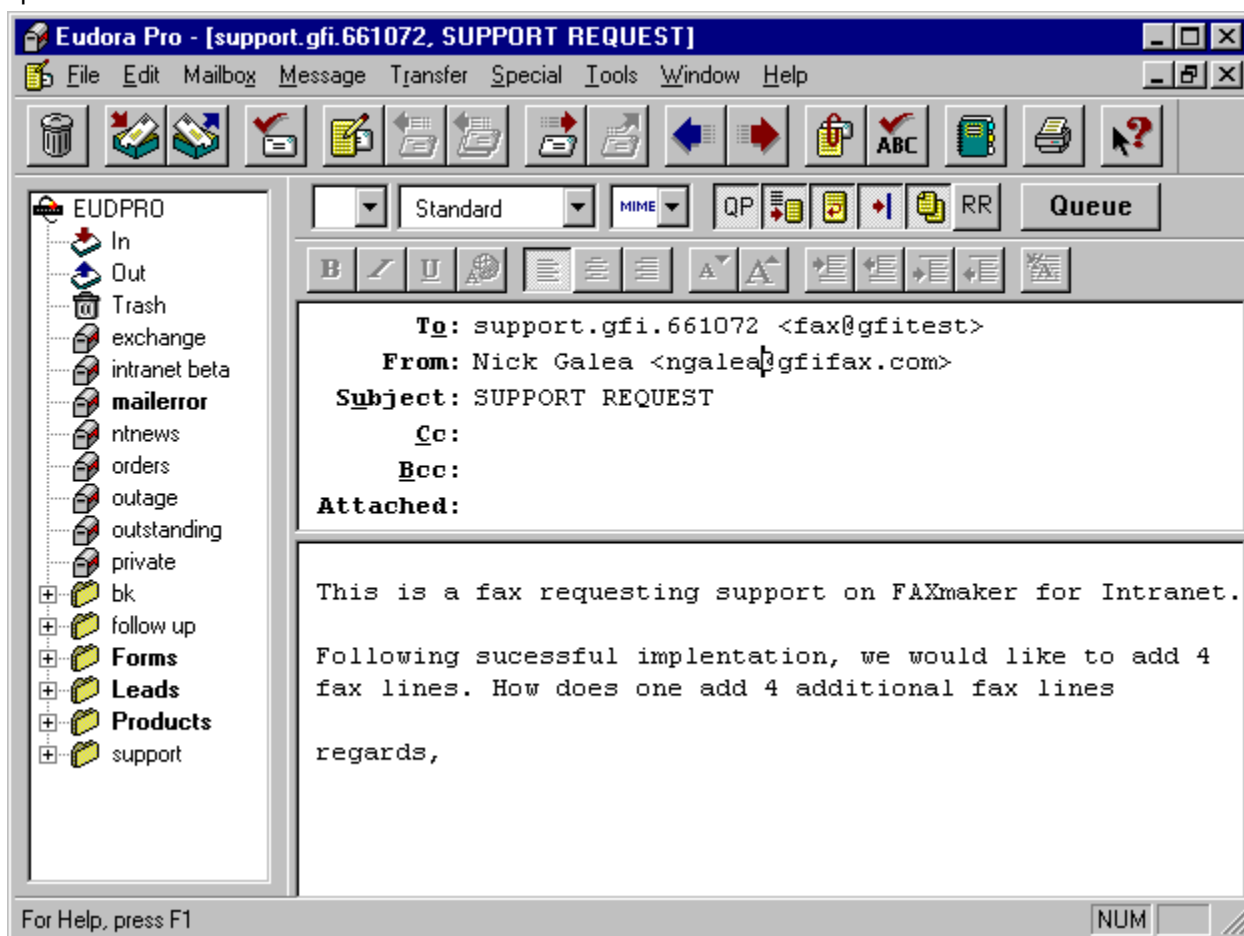 Eudora Pro - [support.gfi.661072, SUPPORT REQUEST]
File Edit Mailbox Message Transfer Special Tools Window Help
ABC
EUDPRO
In
Out
Trash
exchange
intranet beta
mailerror
ntnews
orders
outage
outstanding
private
bk
follow up
Forms
Leads
Products
support
Standard MIME QP RR Queue
B I U A A A
To: support.gfi.661072 <fax@gfitest>
From: Nick Galea <ngalea@gfifax.com>
Subject: SUPPORT REQUEST
Cc:
Bcc:
Attached:
This is a fax requesting support on FAXmaker for Intranet.
Following sucessful implentation, we would like to add 4
fax lines. How does one add 4 additional fax lines
regards,
For Help, press F1
NUM